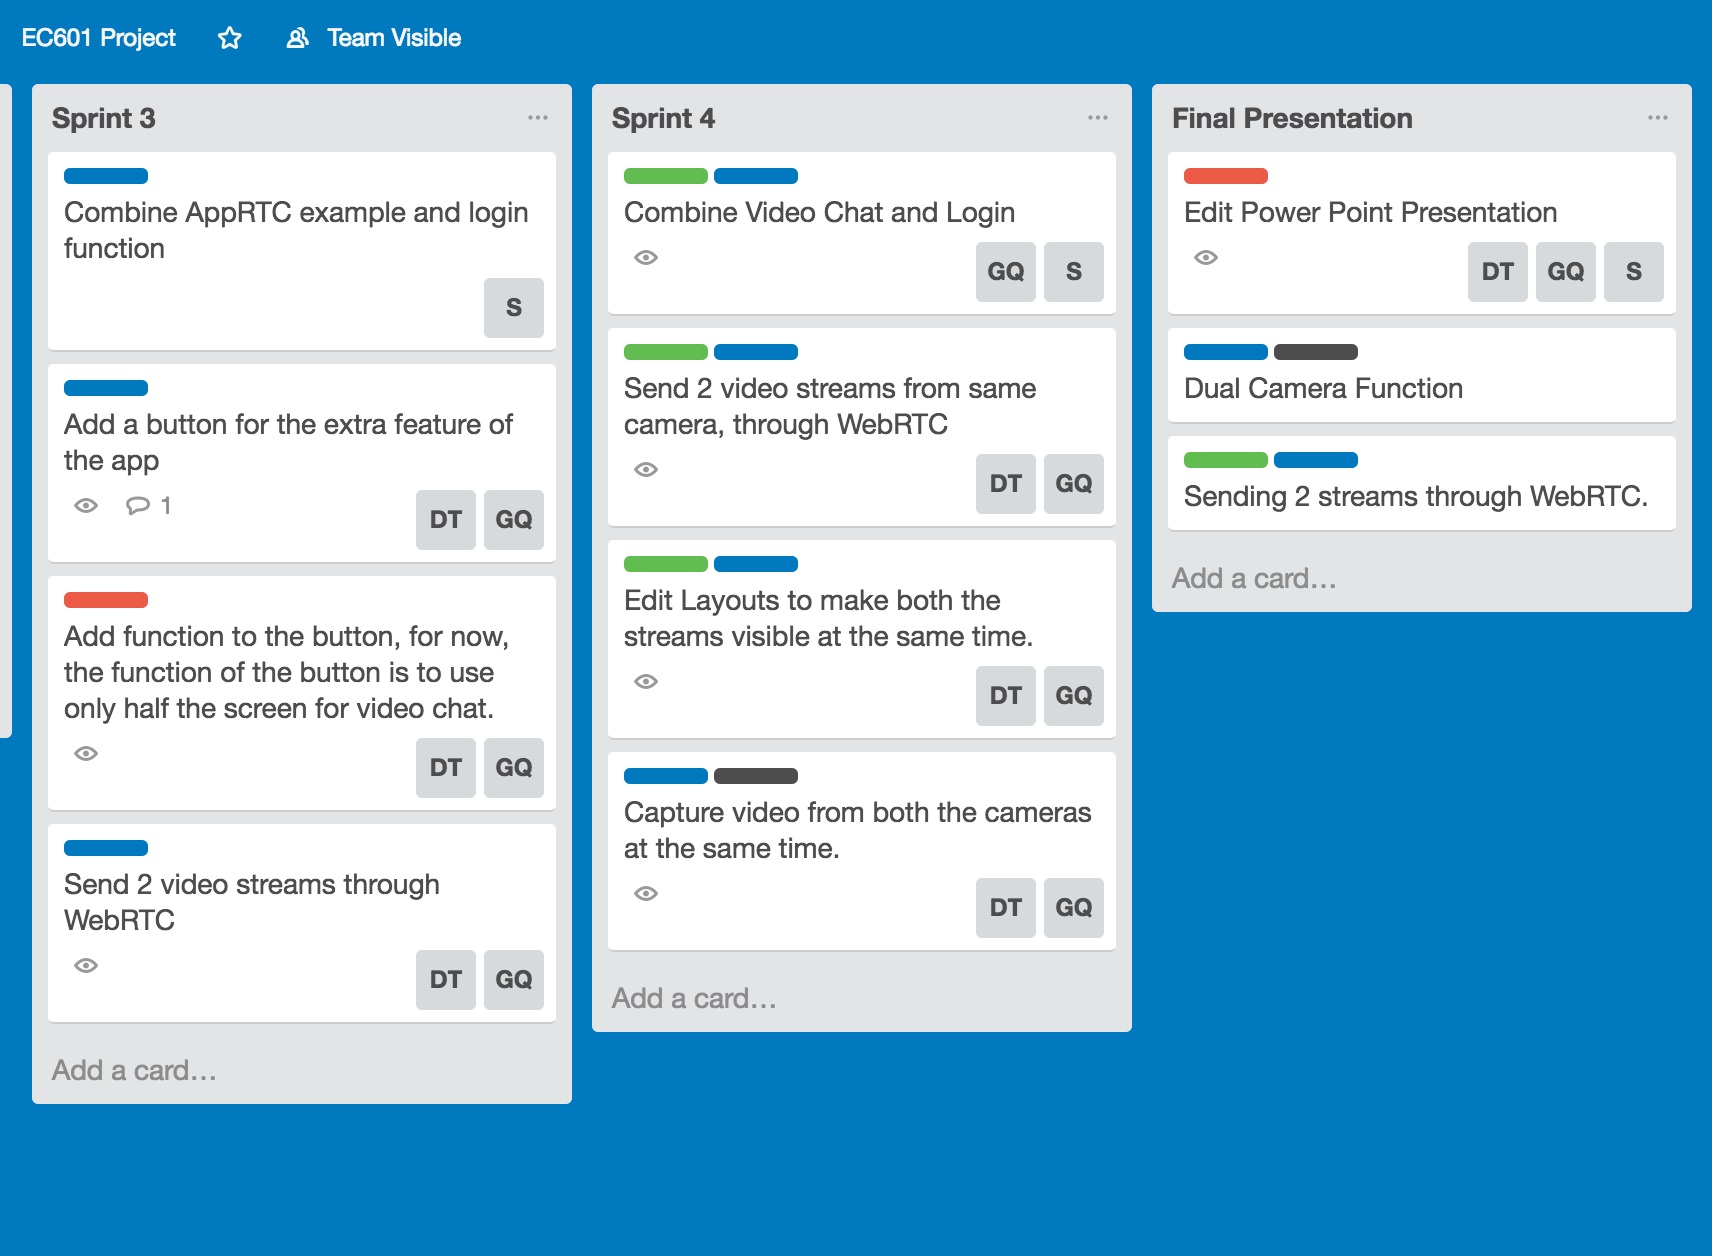 EC601 Project
Team Visible
Sprint 3
Combine AppRTC example and login
function
S
Add a button for the extra feature of
the app
1
DT GQ
Add function to the button, for now,
the function of the button is to use
only half the screen for video chat.
DT GQ
Send 2 video streams through
WebRTC
DT GQ
Add a card...
Sprint 4
Combine Video Chat and Login
GQ S
Send 2 video streams from same
camera, through WebRTC
DT GQ
Edit Layouts to make both the
streams visible at the same time.
DT GQ
Capture video from both the cameras
at the same time.
DT GQ
Add a card...
Final Presentation
Edit Power Point Presentation
DT GQ S
Dual Camera Function
Sending 2 streams through WebRTC.
Add a card...